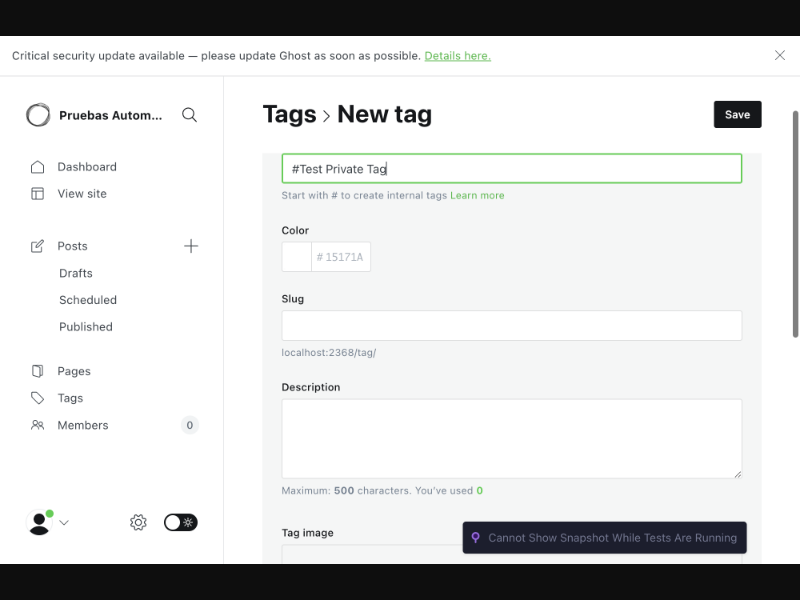 Critical security update available — please update Ghost as soon as possible. Details here.
Pruebas Autom...
Tags > New tag
Save
Dashboard
View site
Posts
Drafts
Scheduled
Published
Pages
Tags
Members
0
#Test Private Tag
Start with # to create internal tags Learn more
Color
# 15171A
Slug
localhost:2368/tag/
Description
Maximum: 500 characters. You've used 0
Tag image
Cannot Show Snapshot While Tests Are Running